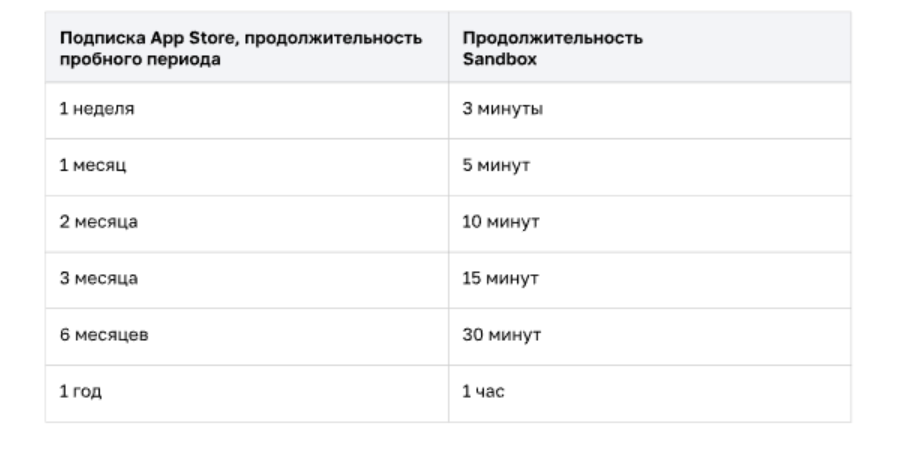 Подписка App Store, продолжительность
пробного периода
Продолжительность
Sandbox
1 неделя
3 минуты
1 месяц
5 минут
2 месяца
10 минут
3 месяца
15 минут
6 месяцев
30 минут
1 год
1 час